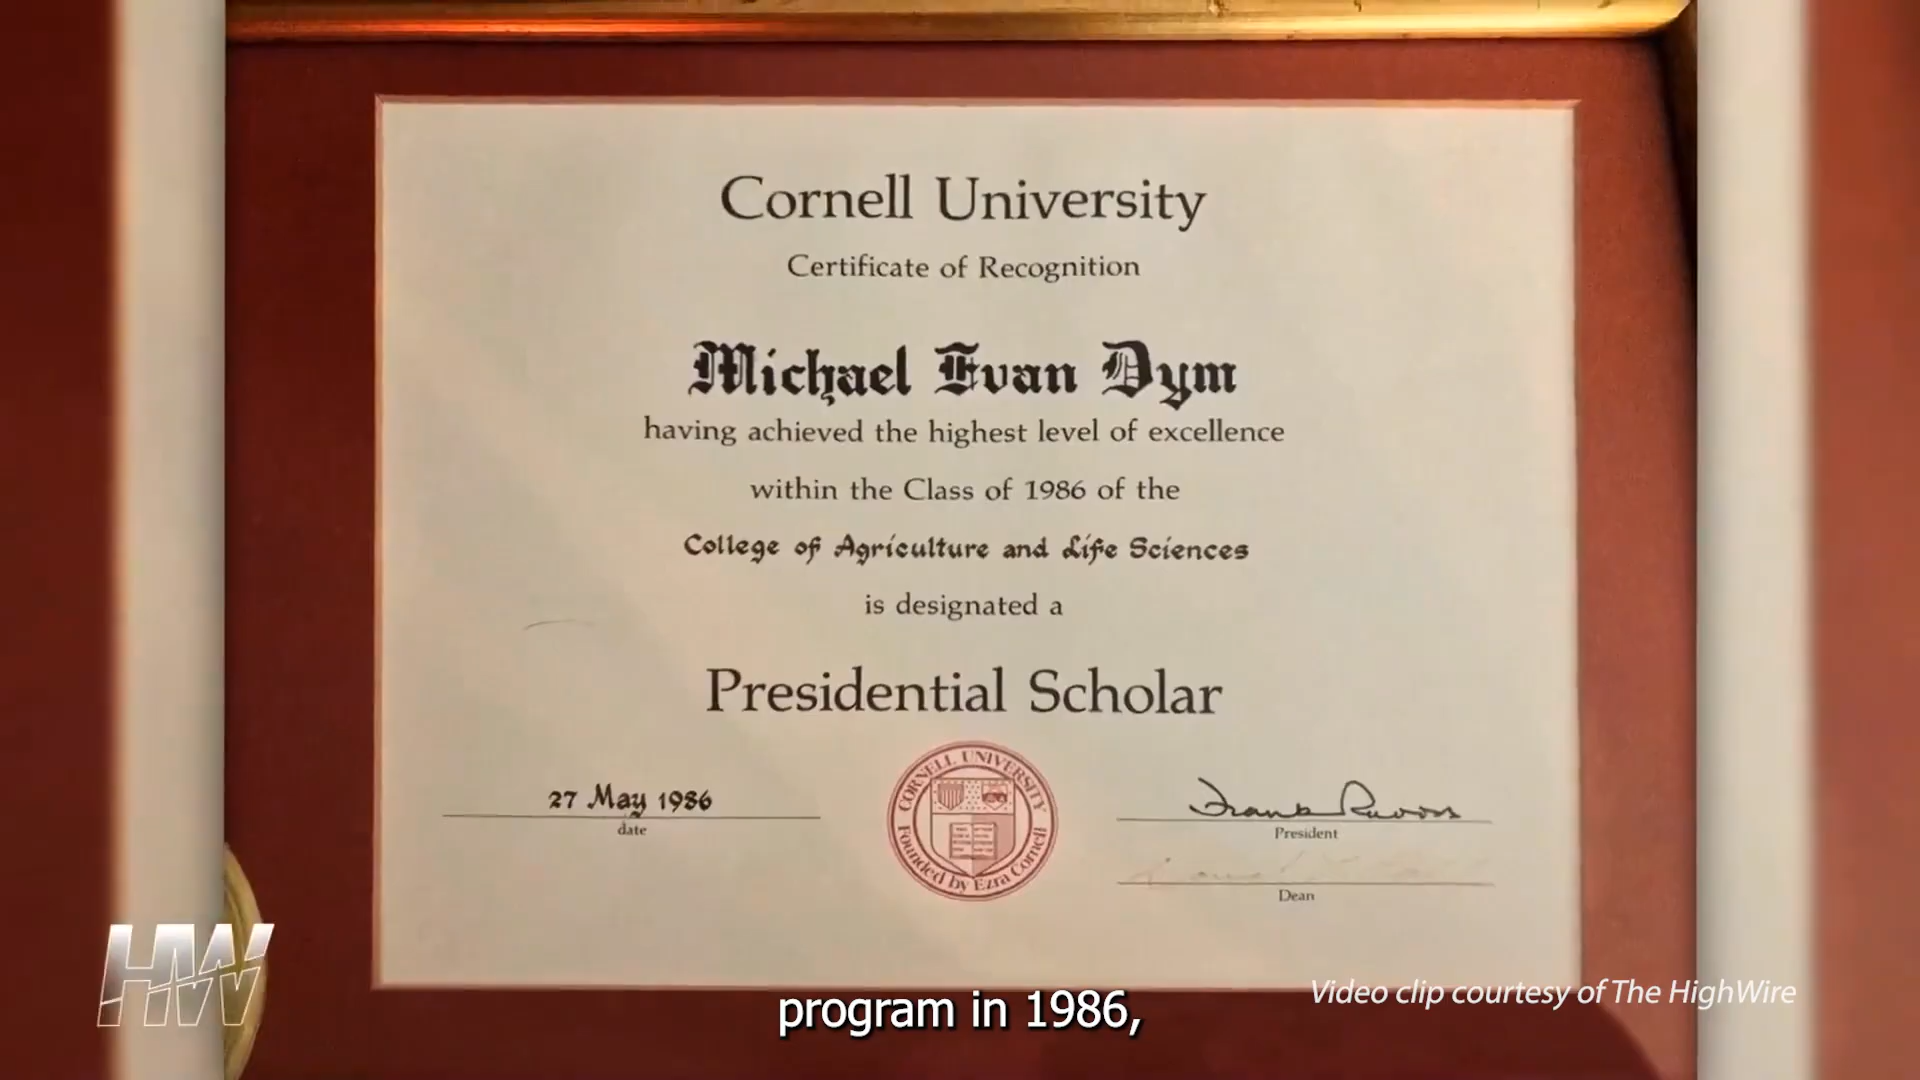 Cornell University
Certificate of Recognition
Michael Evan Dym
having achieved the highest level of excellence
within the Class of 1986 of the
College of Agriculture and Life Sciences
is designated a
Presidential Scholar
CORNELL UNIVERSITY
Founded by Ezra Cornell
27 May 1986
date
President
Dean
HW
Video clip courtesy of The HighWire
program in 1986,